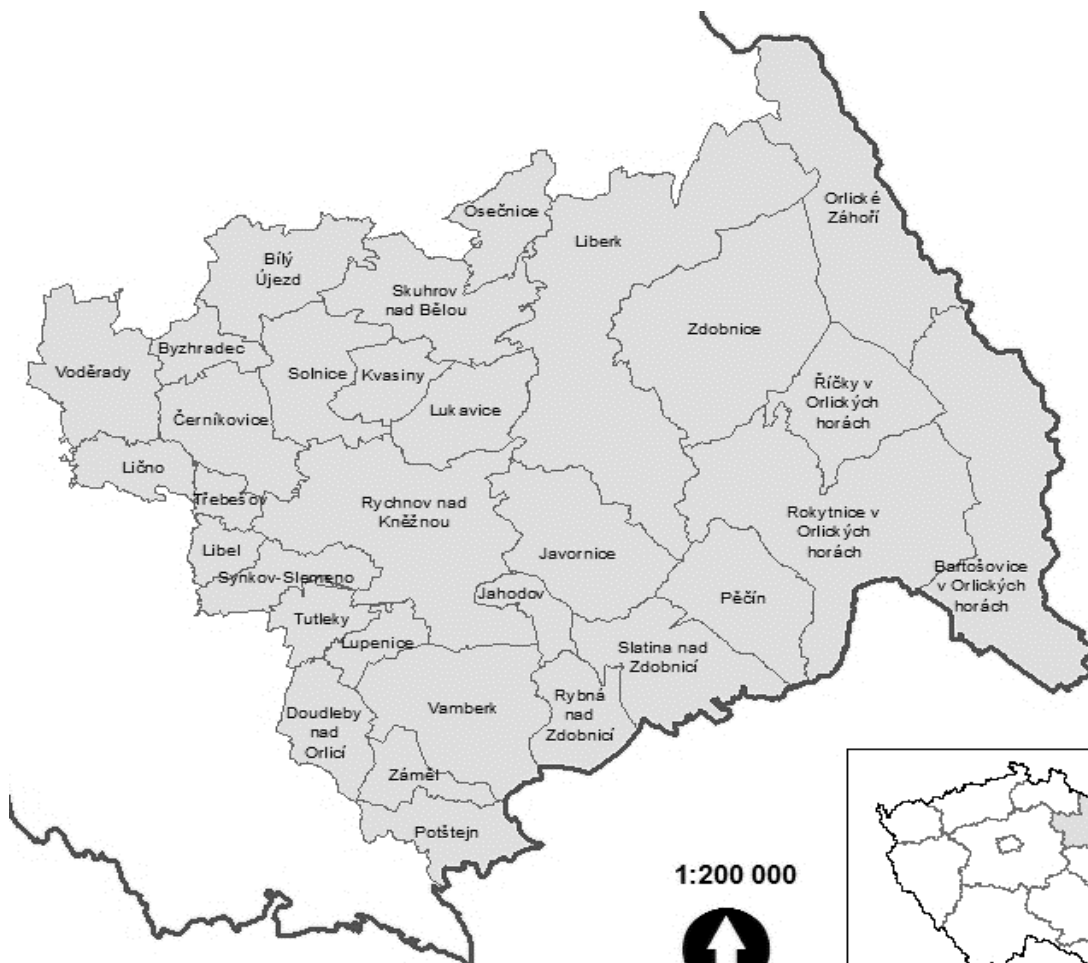 Osečnice
Orlické
Záhoří
Liberk
Bílý
Újezd
Skuhrov
nad Bělou
Zdobnice
Byzhradec
Voděrady
Solnice
Kvasiny
Říčky v
Orlických
horách
Lukavice
Černíkovice
Lično
Třebešov
Rychnov nad
Kněžnou
Rokytnice v
Orlických
horách
Libel
Javornice
Synkov-Slemeno
Bartošovice
v Orlických
horách
Jahodov
Pěčín
Tutleky
Lupenice
Slatina nad
Zdobnicí
Doudleby
nad
Orlicí
Vamberk
Rybná
nad
Zdobnicí
Záměl
Potštejn
1:200 000